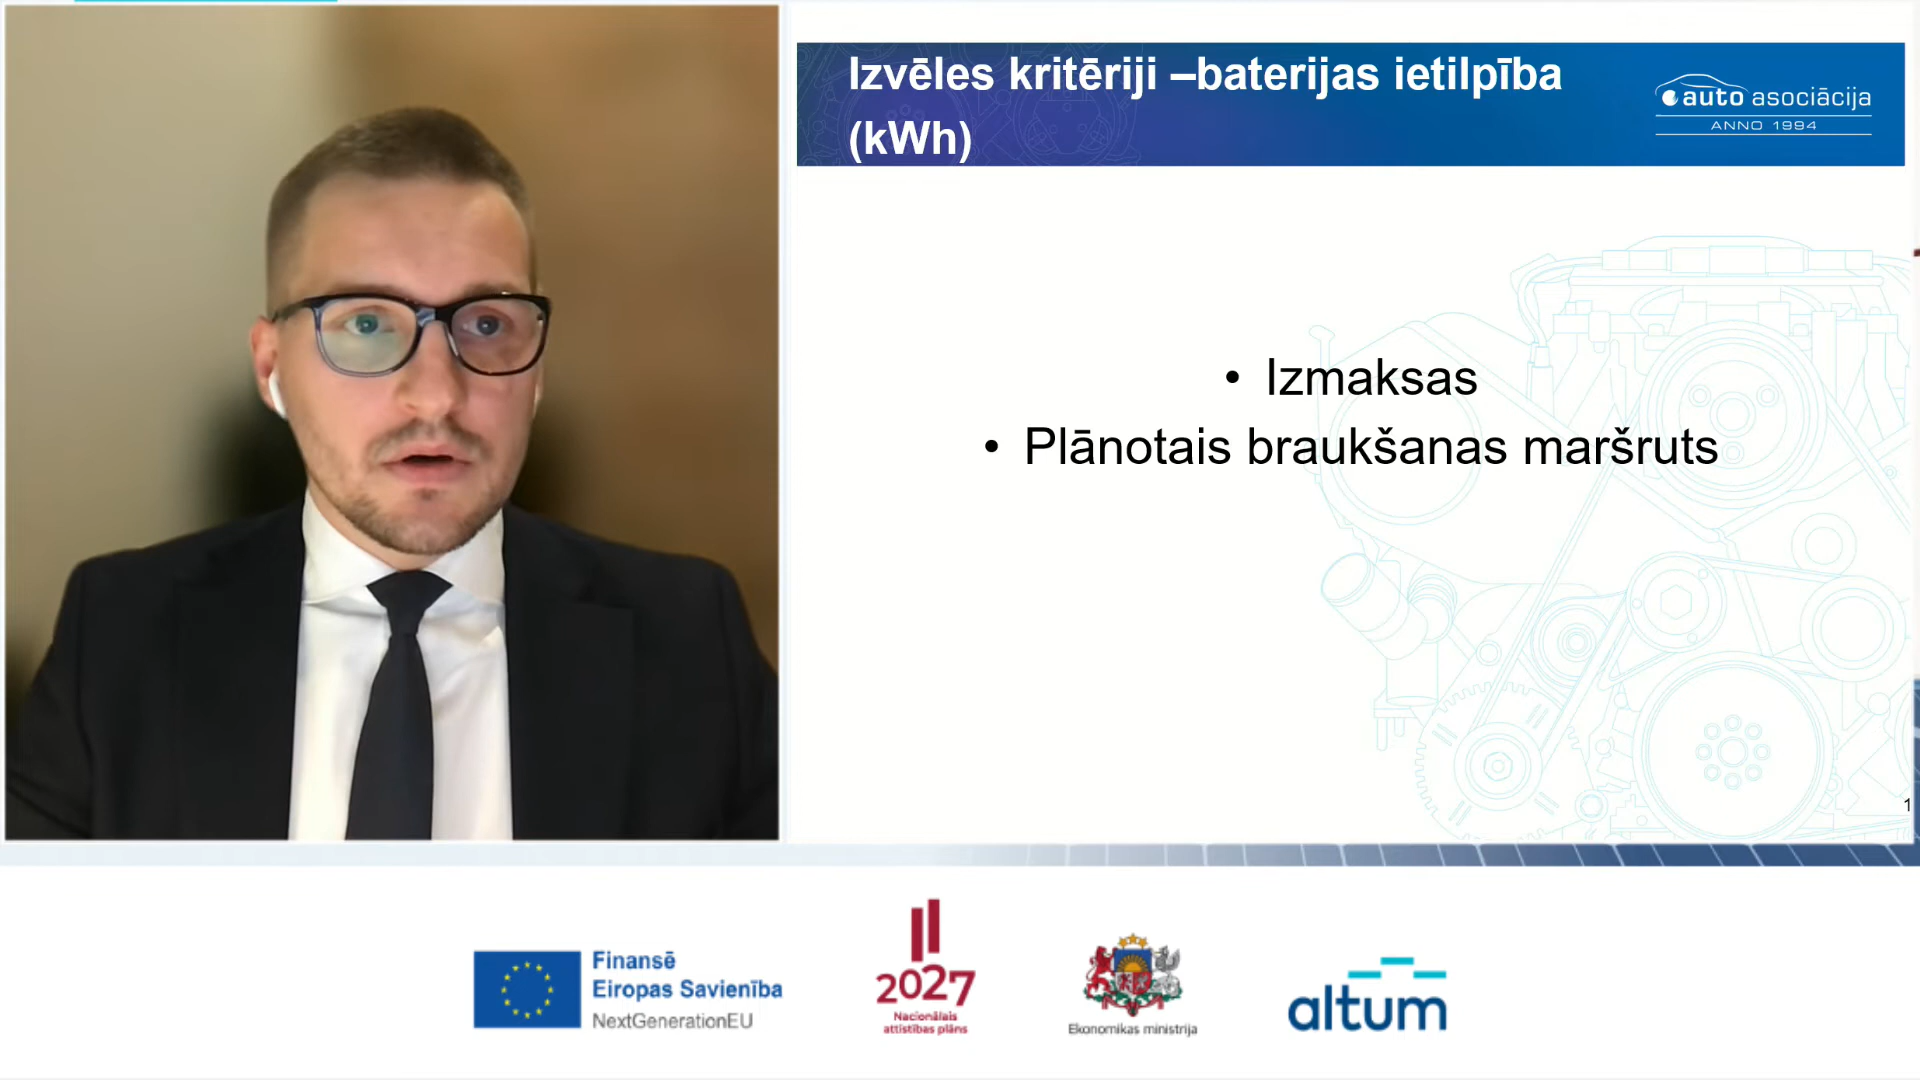 Izvēles kritēriji –baterijas ietilpība
(kWh)
auto asociācija
ANNO 1994
• Izmaksas
• Plānotais braukšanas maršruts
1
Finansē
Eiropas Savienība
NextGenerationEU
2027
Nacionālais
attīstības plāns
Ekonomikas ministrija
altum